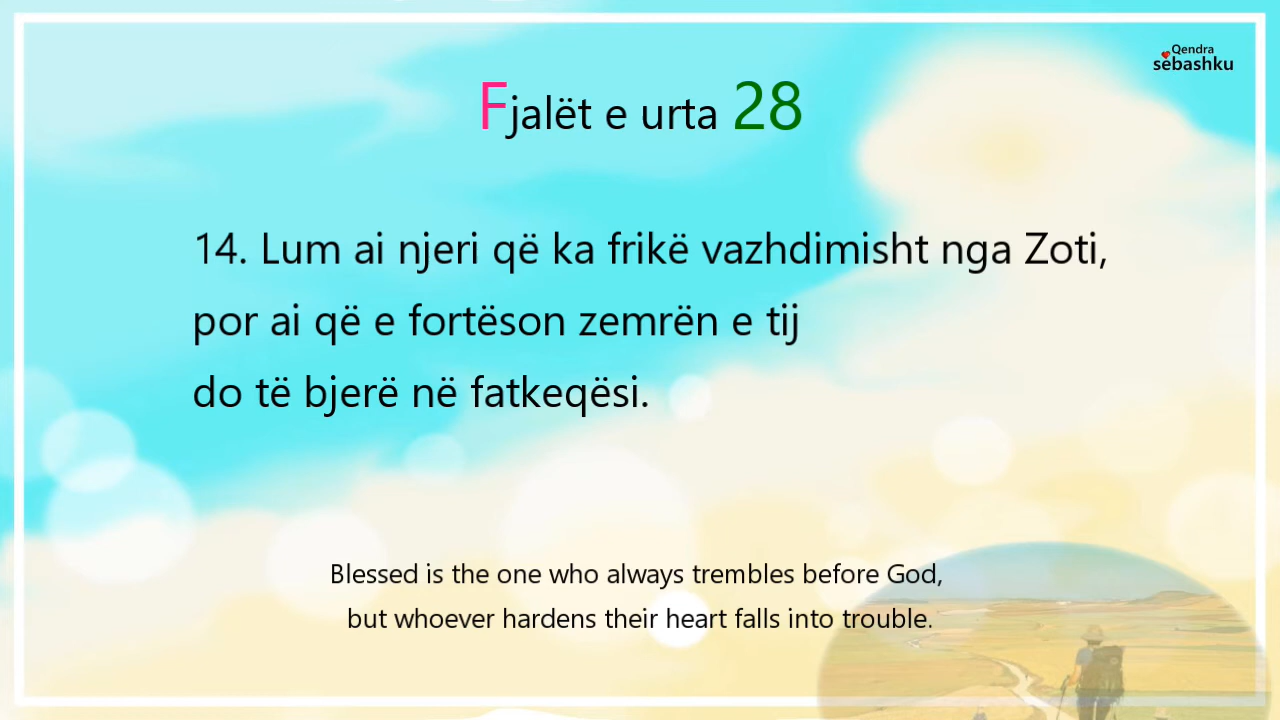 Qendra
sëbashku
Fjalët e urta 28
14. Lum ai njeri që ka frikë vazhdimisht nga Zoti,
por ai që e fortëson zemrën e tij
do të bjerë në fatkeqësi.
Blessed is the one who always trembles before God,
but whoever hardens their heart falls into trouble.